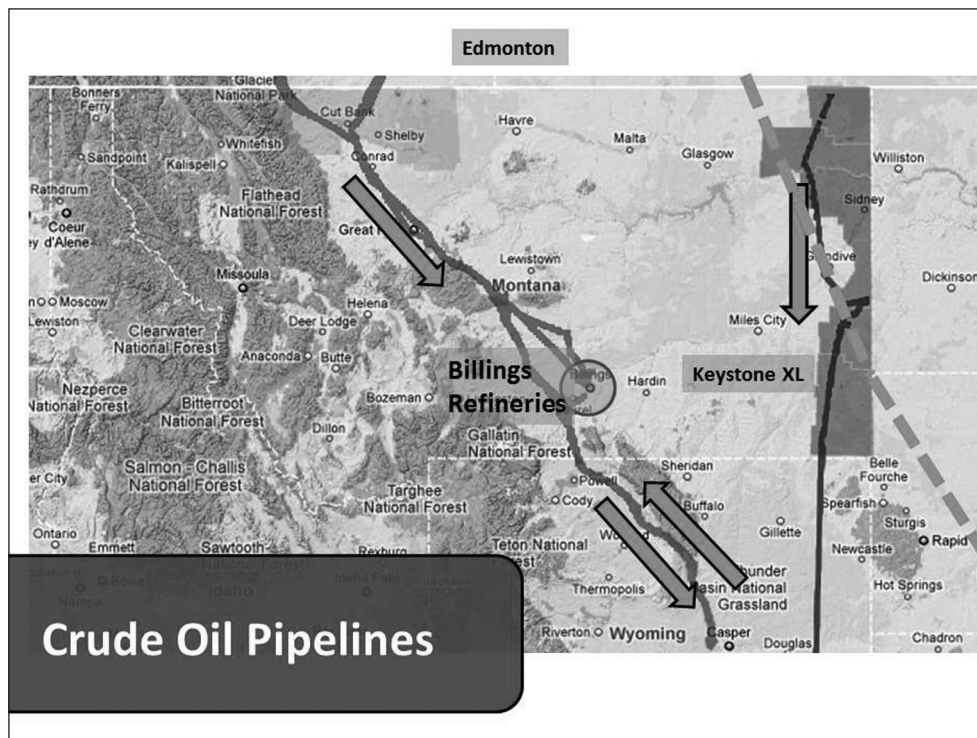 Edmonton
Glacier
National Park
Bonners
Ferry
Cut Bank
Shelby
Havre
Malta
Glasgow
Williston
Whitefish
Sandpoint
Kalispell
Conrad
Rathdrum
Flathead
National Forest
Sidney
Coeur
d'Alene
Great
Lewistown
Glendive
Missoula
Montana
Dickinson
Moscow
Helena
Lewiston
Deer Lodge
Miles City
Clearwater
National Forest
Anaconda
Butte
Billings
Refineries
Billings
Hardin
Keystone XL
Nezperce
National Forest
Bitterroot
National Forest
Bozeman
Dillon
Gallatin
National Forest
Salmon - Challis
National Forest
Sheridan
Belle
Fourche
Targhee
National Forest
Powell
Cody
Buffalo
Gillette
Spearfish
Sturgis
Ontario
Emmett
Sawtooth
Rexburg
Teton National
Newcastle
Rapid
Boise
Nampa
Idaho
Idaho Falls
Jackson
Thermopolis
Thunder
Basin National
Grassland
Hot Springs
Riverton
Wyoming
Casper
Douglas
Chadron
Crude Oil Pipelines